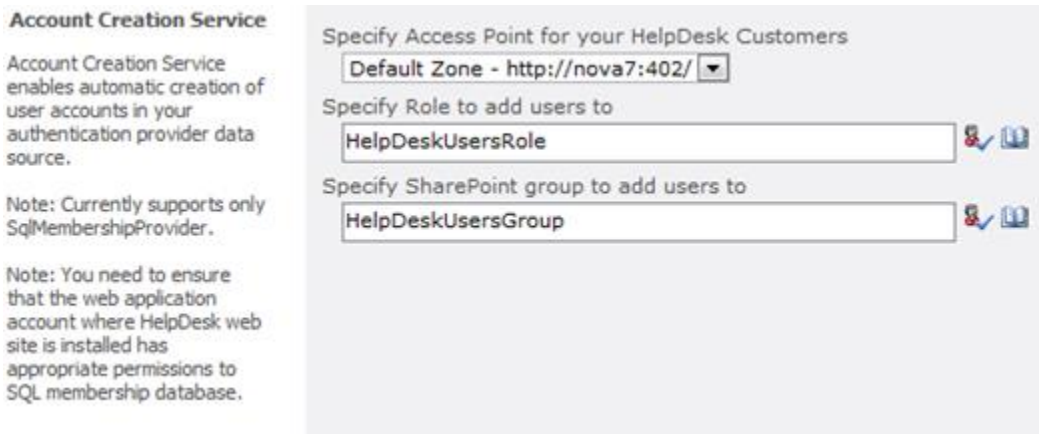 Account Creation Service
Account Creation Service
enables automatic creation of
user accounts in your
authentication provider data
source.
Note: Currently supports only
SqlMembershipProvider.
Note: You need to ensure
that the web application
account where HelpDesk web
site is installed has
appropriate permissions to
SQL membership database.
Specify Access Point for your HelpDesk Customers
Default Zone - http://nova7:402/
Specify Role to add users to
HelpDeskUsersRole
Specify SharePoint group to add users to
HelpDeskUsersGroup